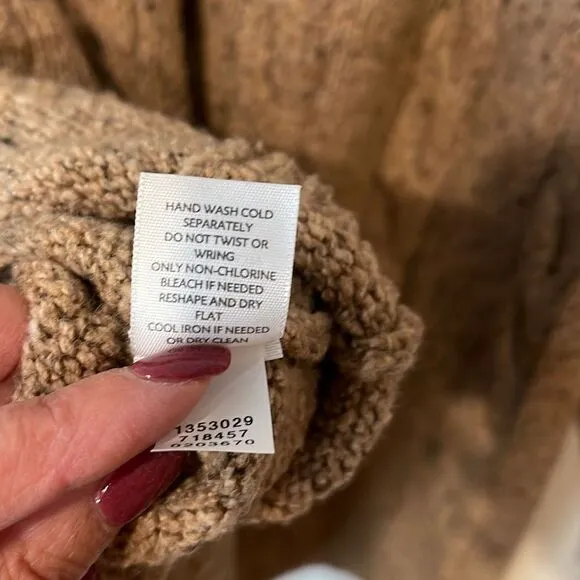 HAND WASH COLD
SEPARATELY
DO NOT TWIST OR
WRING
ONLY NON-CHLORINE
BLEACH IF NEEDED
RESHAPE AND DRY
FLAT
COOL IRON IF NEEDED
OR DRY CLEAN
1353029
718457
0203670